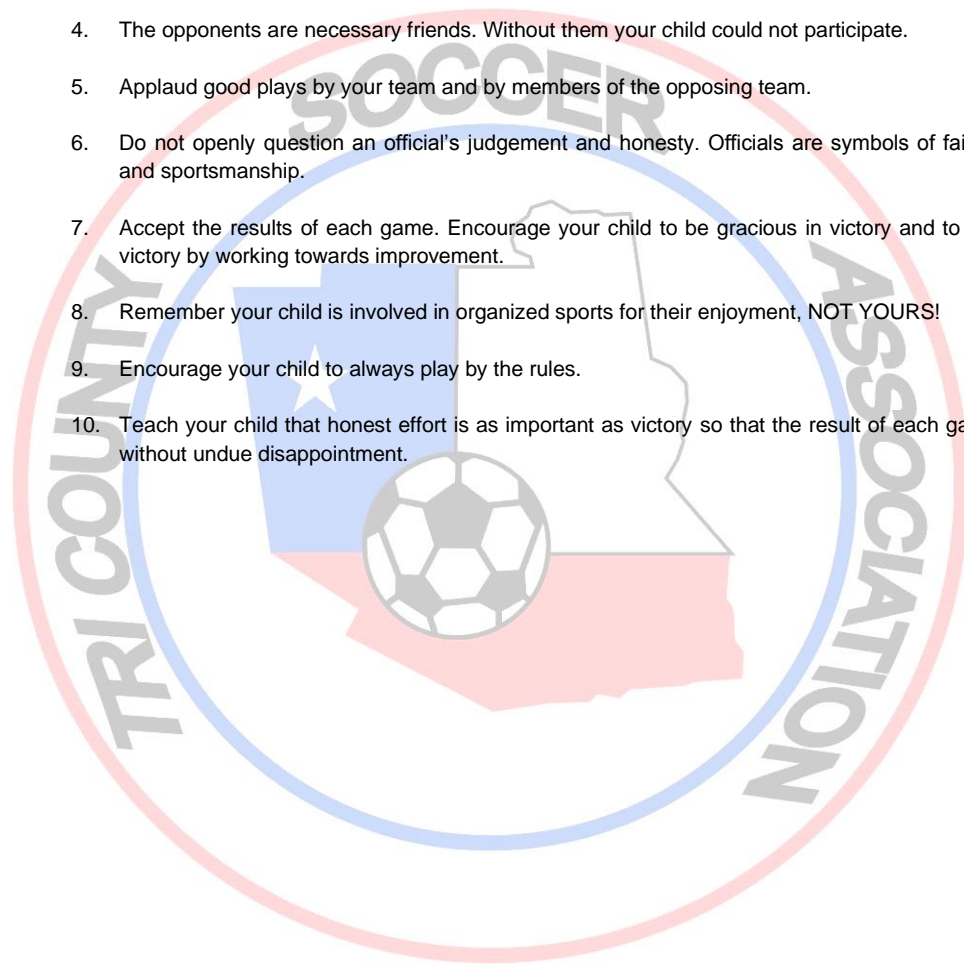 4. The opponents are necessary friends. Without them your child could not participate.
5. Applaud good plays by your team and by members of the opposing team.
6. Do not openly question an official's judgement and honesty. Officials are symbols of fai
and sportsmanship.
7. Accept the results of each game. Encourage your child to be gracious in victory and to
victory by working towards improvement.
8. Remember your child is involved in organized sports for their enjoyment, NOT YOURS!
9. Encourage your child to always play by the rules.
10. Teach your child that honest effort is as important as victory so that the result of each ga
without undue disappointment.
TRI COUNTY SOCCER ASSOCIATION